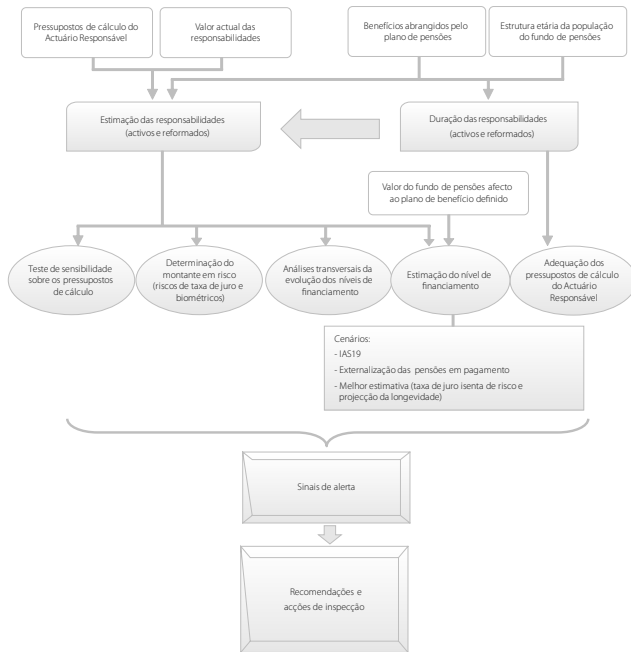 Pressupostos de cálculo do
Actuário Responsável
Valor actual das
responsabilidades
Benefícios abrangidos pelo
plano de pensões
Estrutura etária da população
do fundo de pensões
Estimação das responsabilidades
(activos e reformados)
Duração das responsabilidades
(activos e reformados)
Valor do fundo de pensões afecto
ao plano de benefício definido
Teste de sensibilidade
sobre os pressupostos
de cálculo
Determinação do
montante em risco
(riscos de taxa de juro e
biométricos)
Análises transversais da
evolução dos níveis de
financiamento
Estimação do nível de
financiamento
Adequação dos
pressupostos de cálculo
do Actuário
Responsável
Cenários:
- IAS19
- Externalização das pensões em pagamento
- Melhor estimativa (taxa de juro isenta de risco e
projecção da longevidade)
Sinais de alerta
Recomendações e
acções de inspecção